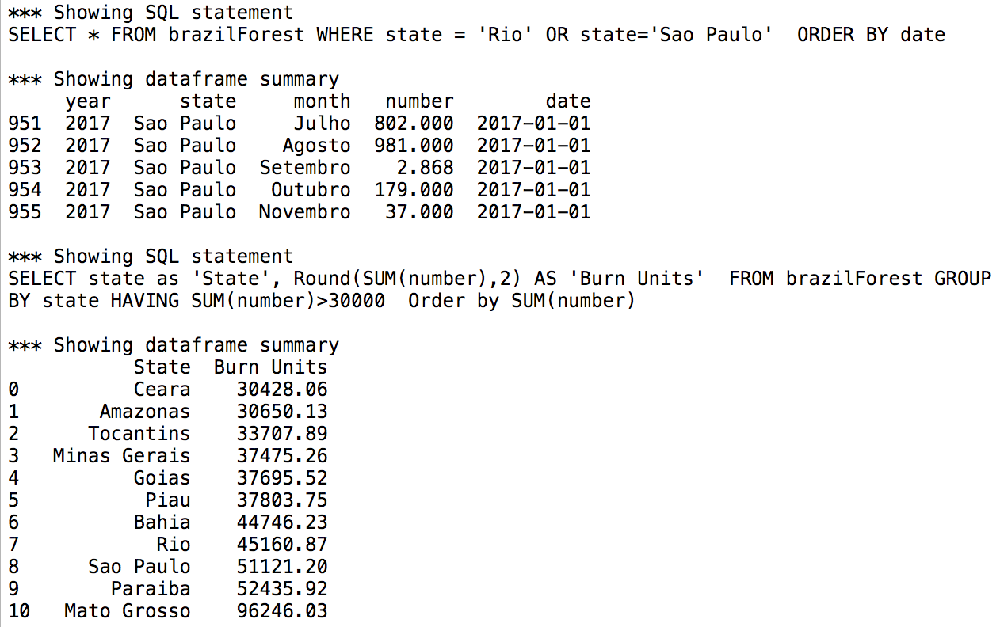 *** Showing SQL statement
SELECT * FROM brazilForest WHERE state = 'Rio' OR state='Sao Paulo'  ORDER BY date
*** Showing dataframe summary
     year      state     month   number        date
951  2017  Sao Paulo     Julho  802.000  2017-01-01
952  2017  Sao Paulo    Agosto  981.000  2017-01-01
953  2017  Sao Paulo  Setembro    2.868  2017-01-01
954  2017  Sao Paulo   Outubro  179.000  2017-01-01
955  2017  Sao Paulo  Novembro   37.000  2017-01-01
*** Showing SQL statement
SELECT state as 'State', Round(SUM(number),2) AS 'Burn Units'  FROM brazilForest GROUP
BY state HAVING SUM(number)>30000  Order by SUM(number)
*** Showing dataframe summary
           State  Burn Units
0          Ceara    30428.06
1       Amazonas    30650.13
2      Tocantins    33707.89
3   Minas Gerais    37475.26
4          Goias    37695.52
5           Piau    37803.75
6          Bahia    44746.23
7            Rio    45160.87
8      Sao Paulo    51121.20
9        Paraiba    52435.92
10   Mato Grosso    96246.03